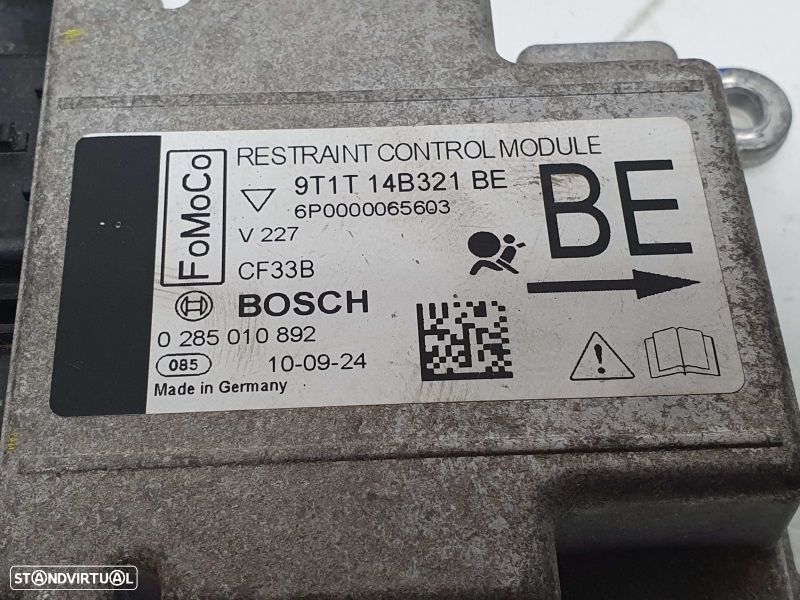 FoMoCo
RESTRAINT CONTROL MODULE
9T1T 14B321 BE
6P0000065603
V 227
CF33B
BE
BOSCH
0 285 010 892
085
10-09-24
Made in Germany
STANDVIRTUAL